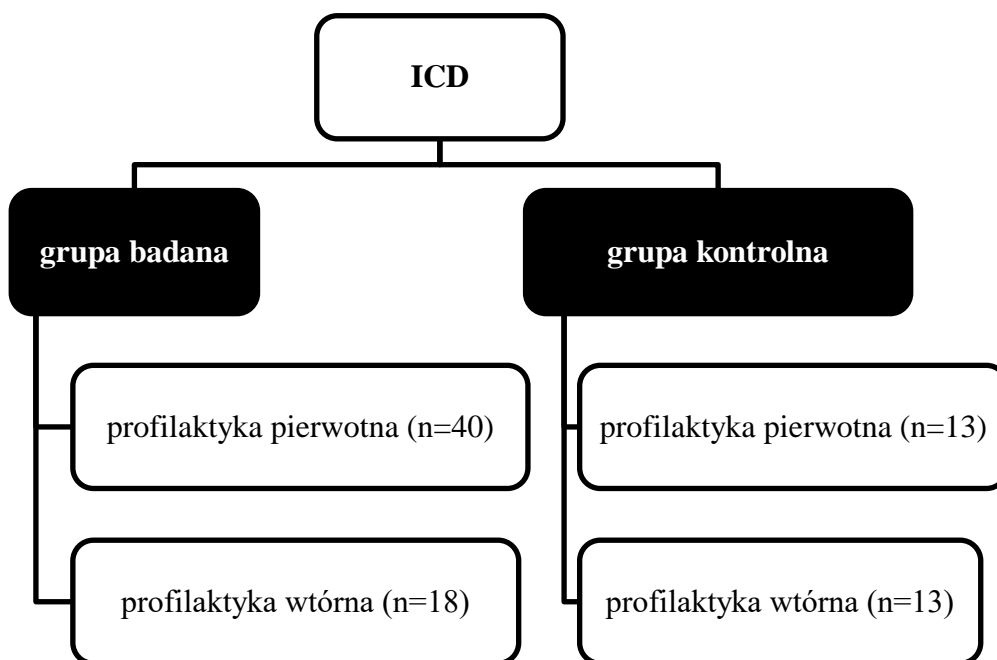 ICD
grupa badana
grupa kontrolna
profilaktyka pierwotna (n=40)
profilaktyka pierwotna (n=13)
profilaktyka wtórna (n=18)
profilaktyka wtórna (n=13)